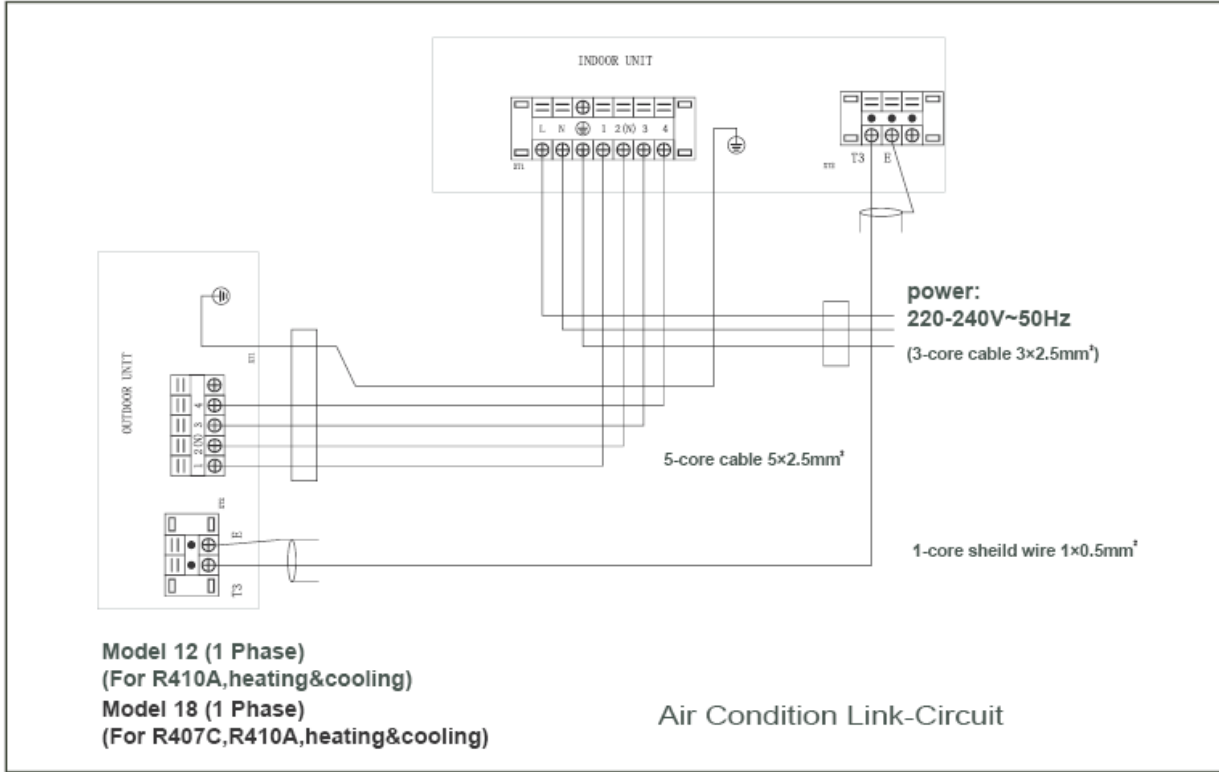 INDOOR UNIT
L N 1 2(N) 3 4
T3 E
power:
220-240V~50Hz
(3-core cable 3×2.5mm²)
OUTDOOR UNIT
4
3
2(N)
1
5-core cable 5×2.5mm²
T3
1-core sheild wire 1×0.5mm²
Model 12 (1 Phase)
(For R410A,heating&cooling)
Model 18 (1 Phase)
(For R407C,R410A,heating&cooling)
Air Condition Link-Circuit